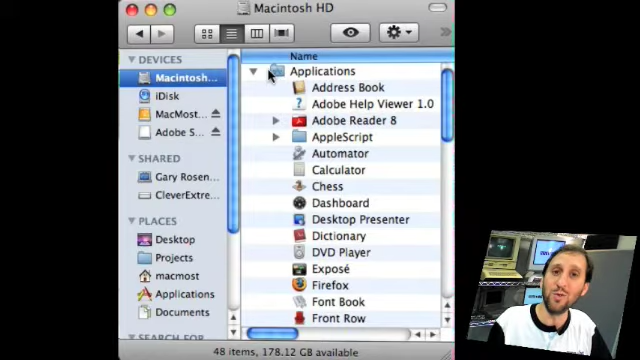 Macintosh HD
Name
DEVICES
Macintosh...
iDisk
MacMost...
Adobe S...
SHARED
Gary Rosen...
CleverExtre...
PLACES
Desktop
Projects
macmost
Applications
Documents
Applications
Address Book
Adobe Help Viewer 1.0
Adobe Reader 8
AppleScript
Automator
Calculator
Chess
Dashboard
Desktop Presenter
Dictionary
DVD Player
Exposé
Firefox
Font Book
Front Row
48 items, 178.12 GB available